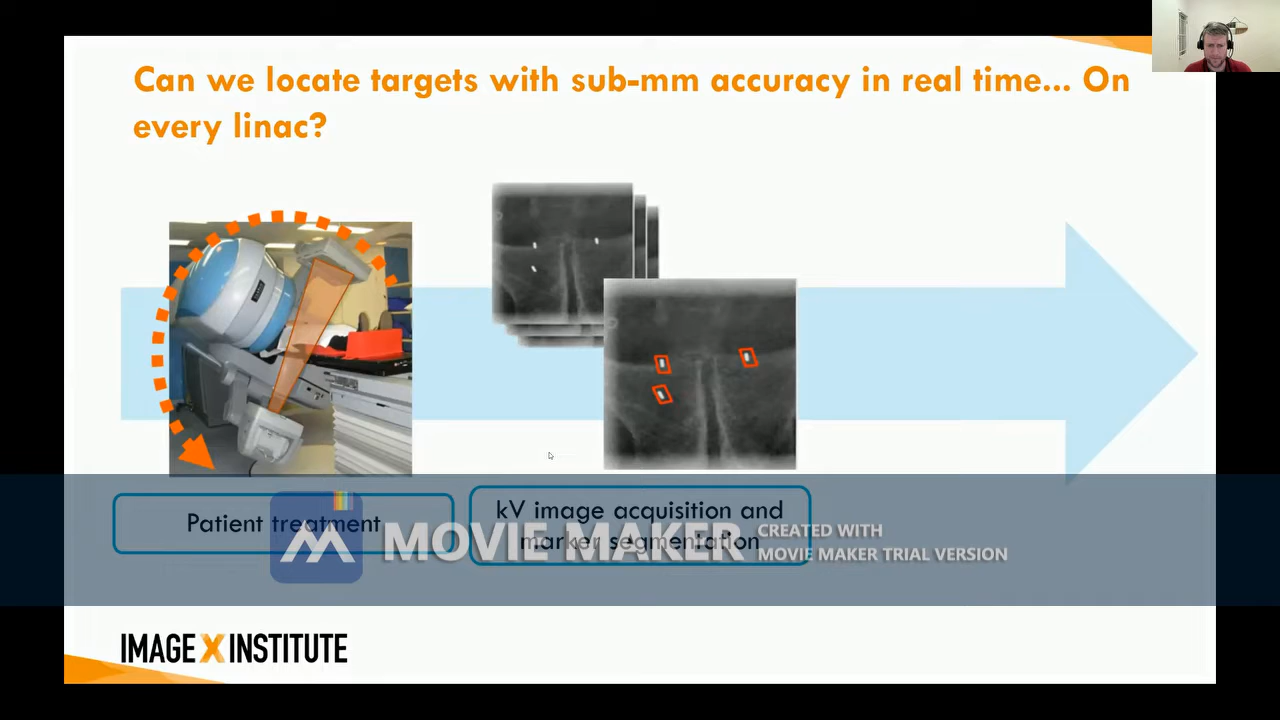 Can we locate targets with sub-mm accuracy in real time... On
every linac?
Patient treatment
kV image acquisition and
marker segmentation
MOVIE MAKER
CREATED WITH
MOVIE MAKER TRIAL VERSION
IMAGE X INSTITUTE